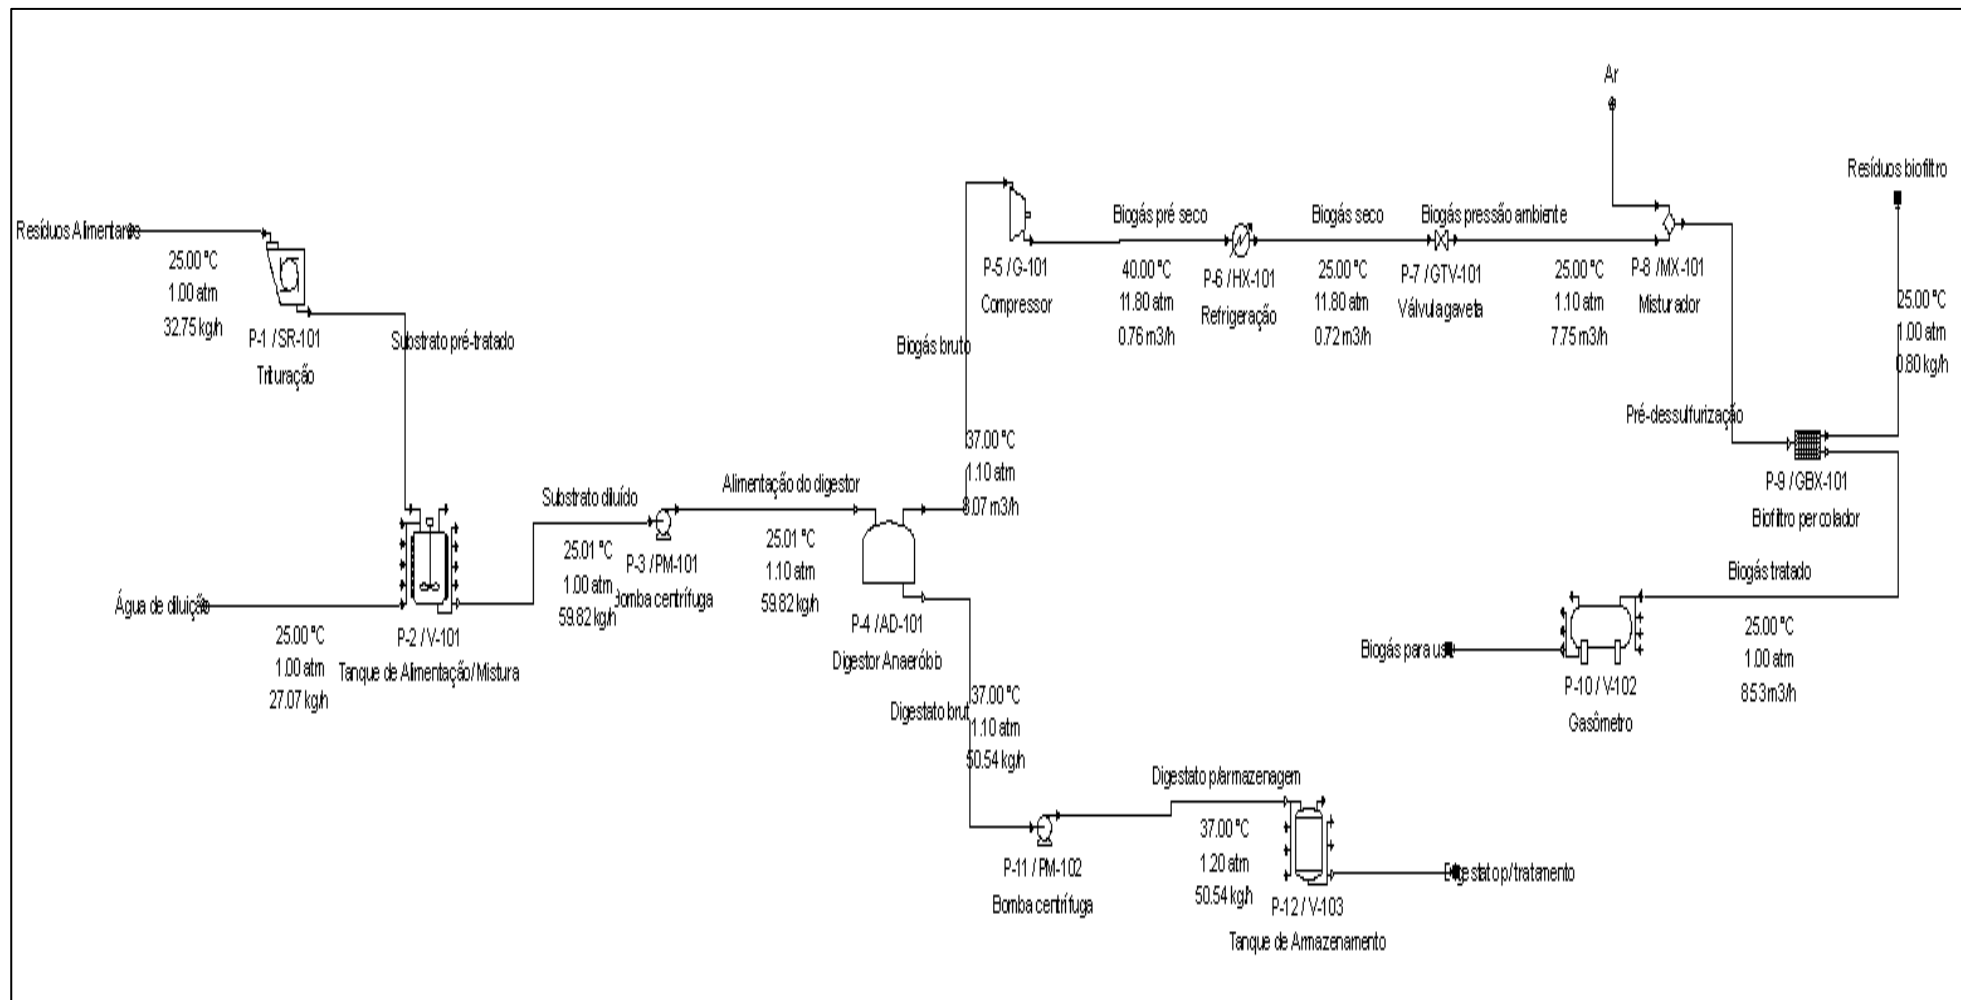 Ar
Resíduos biofiltro
25.00 °C
1.00 atm
0.80 kg/h
Resíduos Alimentares
25.00 °C
1.00 atm
32.75 kg/h
P-1 / SR-101
Trituração
Substrato pré-tratado
Água de diluição
25.00 °C
1.00 atm
27.07 kg/h
P-2 / V-101
Tanque de Alimentação/Mistura
Substrato diluído
25.01 °C
1.00 atm
59.82 kg/h
P-3 / PM-101
Bomba centrífuga
Alimentação do digestor
25.01 °C
1.10 atm
59.82 kg/h
P-4 / AD-101
Digestor Anaeróbio
Biogás bruto
37.00 °C
1.10 atm
8.07 m3/h
P-5 / G-101
Compressor
Biogás pré seco
40.00 °C
11.80 atm
0.76 m3/h
P-6 / HX-101
Refrigeração
Biogás seco
25.00 °C
11.80 atm
0.72 m3/h
P-7 / GTV-101
Válvula gaveta
Biogás pressão ambiente
25.00 °C
1.10 atm
7.75 m3/h
P-8 / MX-101
Misturador
Pré-dessulfurização
P-9 / GBX-101
Biofiltro percolador
Biogás tratado
25.00 °C
1.00 atm
8.53 m3/h
Biogás para us
P-10 / V-102
Gasômetro
Digestato brut
37.00 °C
1.10 atm
50.54 kg/h
P-11 / PM-102
Bomba centrífuga
Digestato p/armazenagem
37.00 °C
1.20 atm
50.54 kg/h
P-12 / V-103
Tanque de Armazenamento
Digestato p/ tratamento